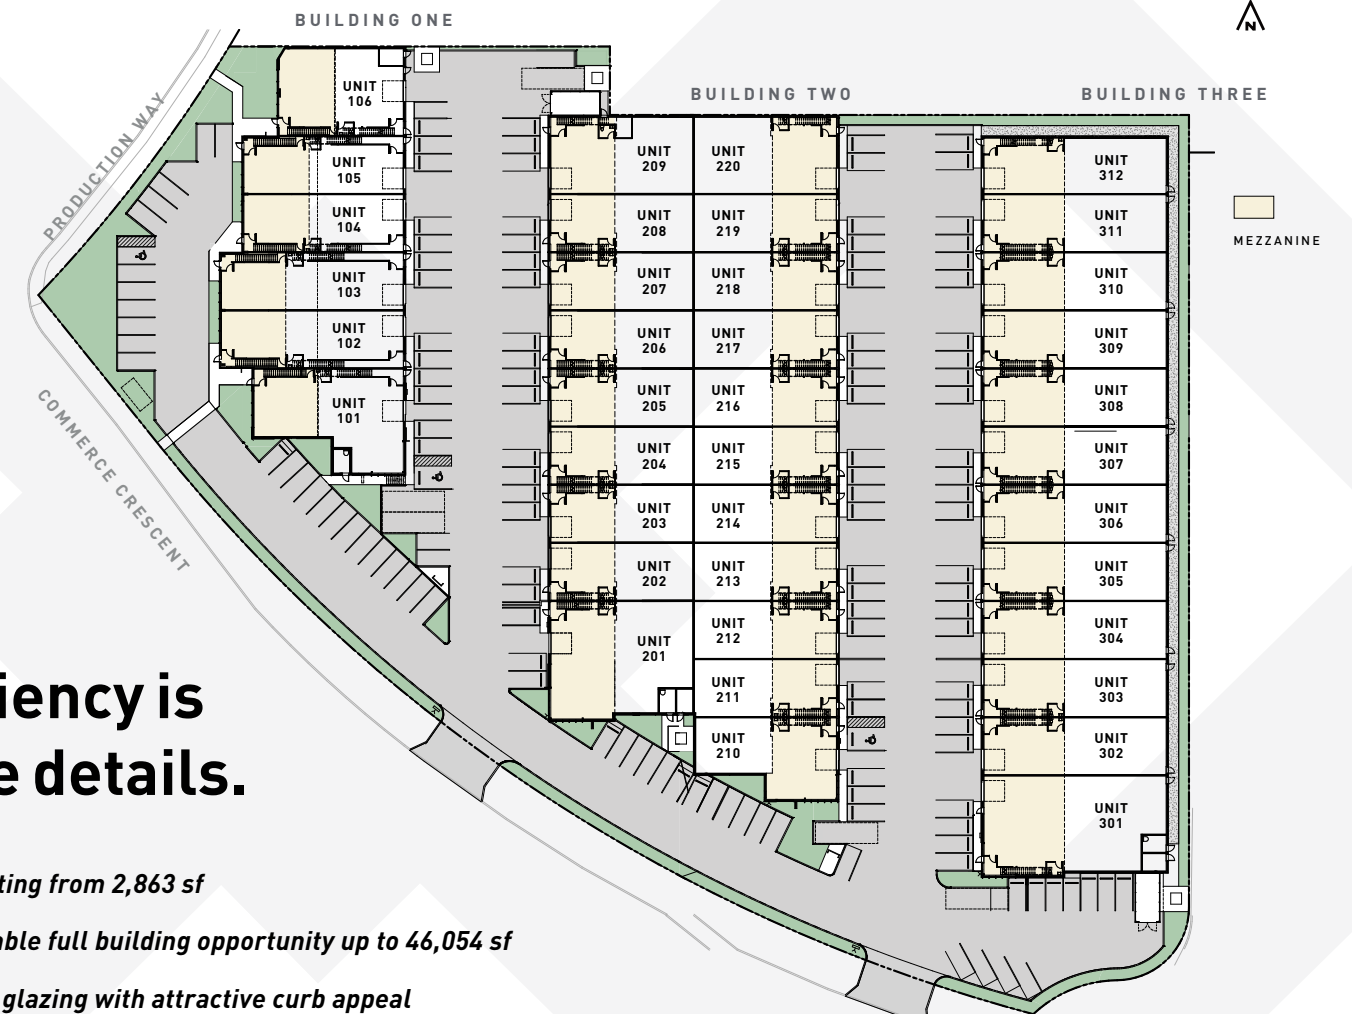 BUILDING ONE
N
BUILDING TWO
BUILDING THREE
PRODUCTION WAY
COMMERCE CRESCENT
MEZZANINE
UNIT
106
UNIT
105
UNIT
104
UNIT
103
UNIT
102
UNIT
101
UNIT
209
UNIT
208
UNIT
207
UNIT
206
UNIT
205
UNIT
204
UNIT
203
UNIT
202
UNIT
201
UNIT
220
UNIT
219
UNIT
218
UNIT
217
UNIT
216
UNIT
215
UNIT
214
UNIT
213
UNIT
212
UNIT
211
UNIT
210
UNIT
312
UNIT
311
UNIT
310
UNIT
309
UNIT
308
UNIT
307
UNIT
306
UNIT
305
UNIT
304
UNIT
303
UNIT
302
UNIT
301
iency is
e details.
ting from 2,863 sf
able full building opportunity up to 46,054 sf
glazing with attractive curb appeal